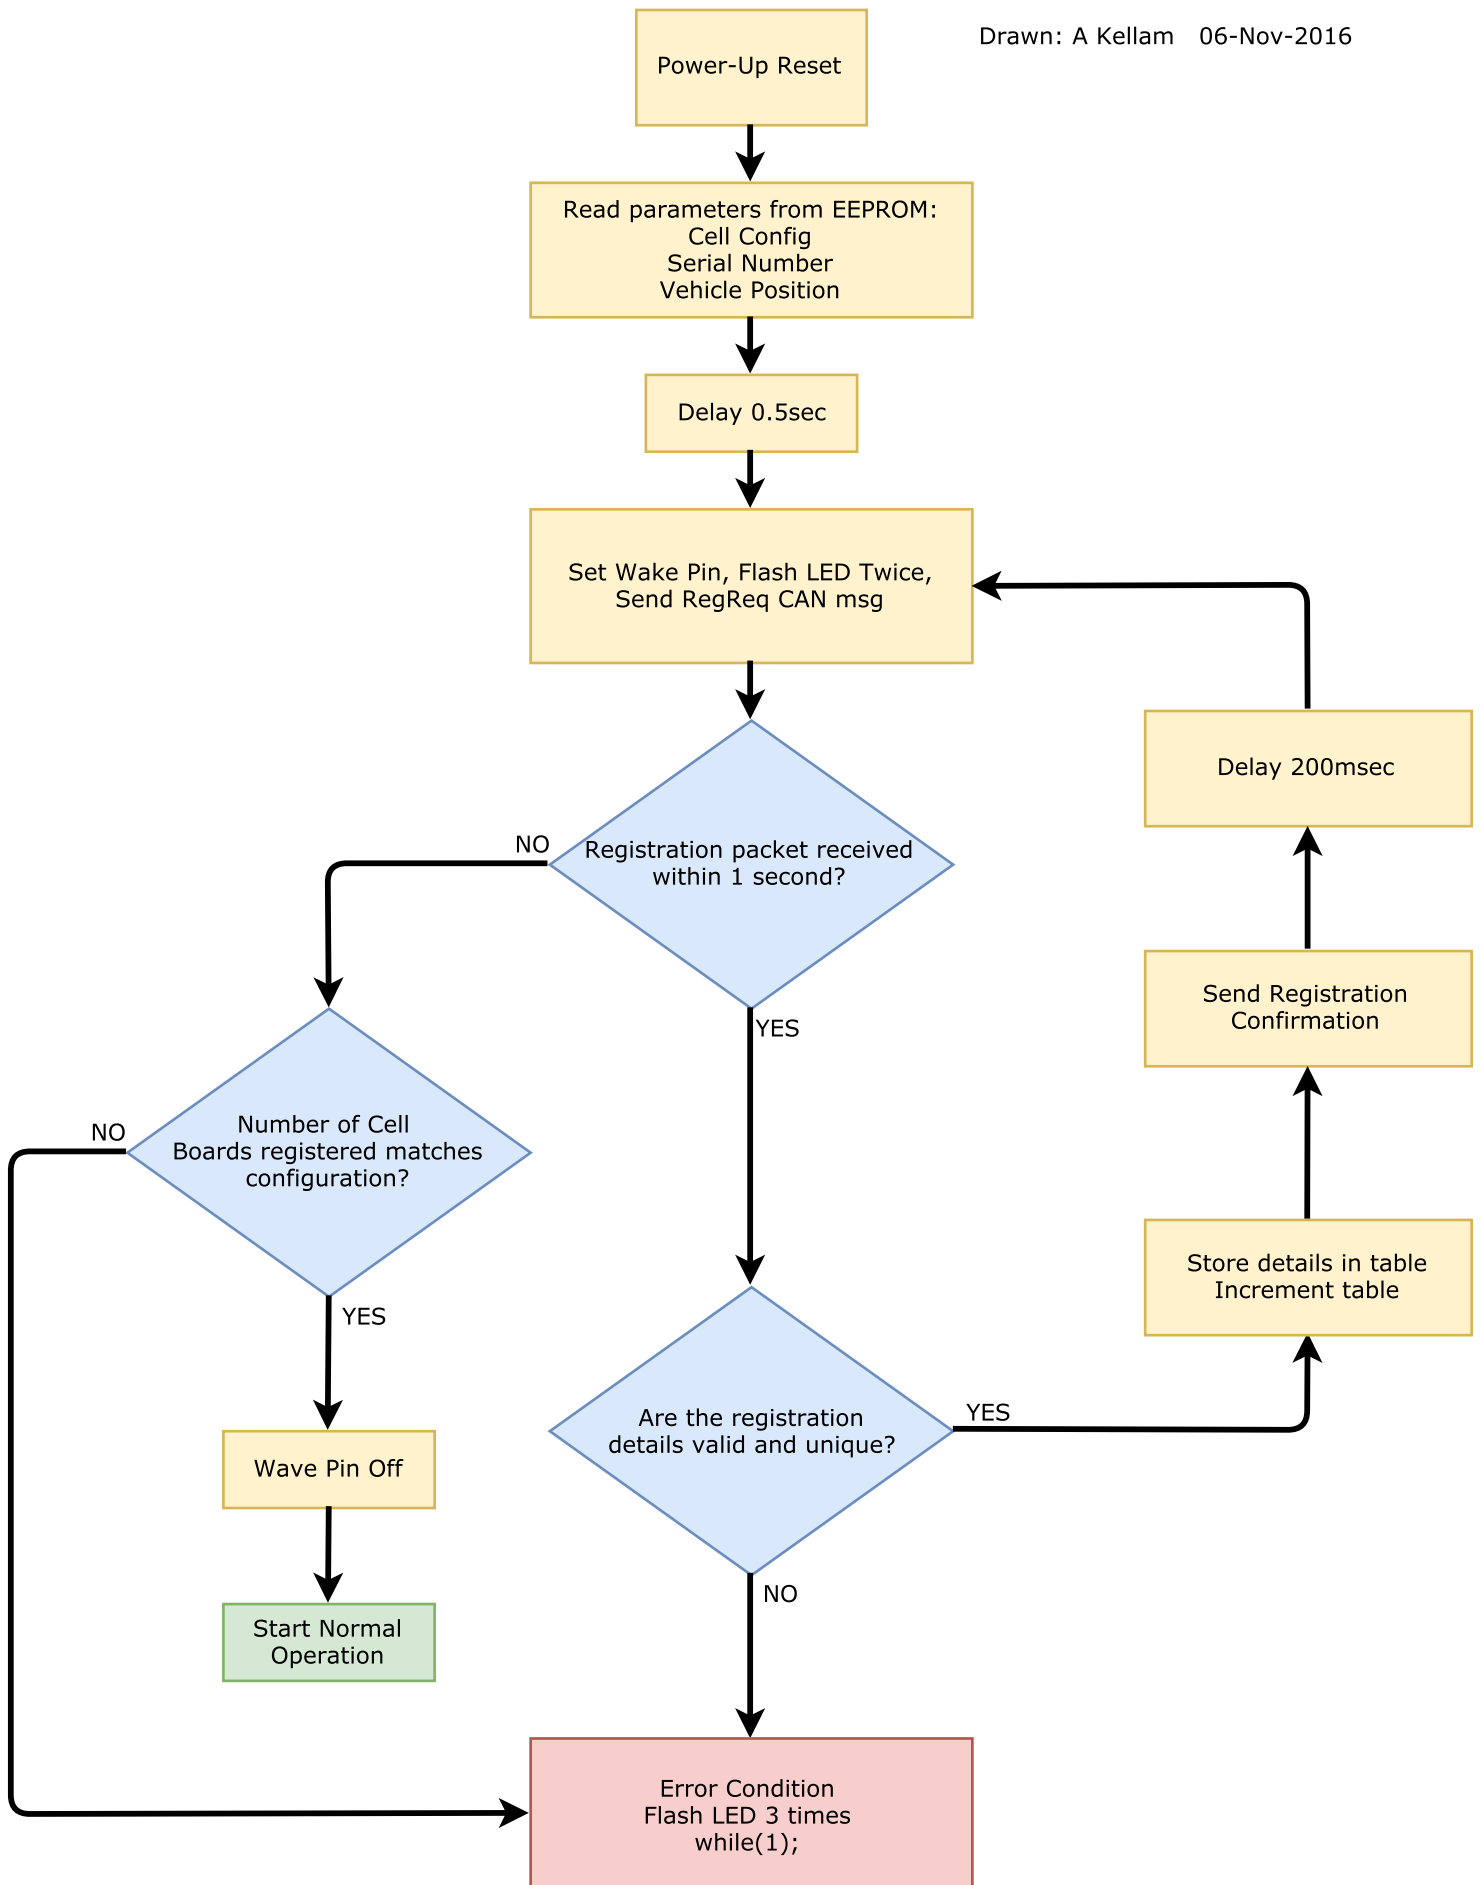 Drawn: A Kellam 06-Nov-2016
Power-Up Reset
Read parameters from EEPROM:
Cell Config
Serial Number
Vehicle Position
Delay 0.5sec
Set Wake Pin, Flash LED Twice,
Send RegReq CAN msg
Delay 200msec
NO
Registration packet received
within 1 second?
Send Registration
Confirmation
YES
NO
Number of Cell
Boards registered matches
configuration?
Store details in table
Increment table
YES
YES
Are the registration
details valid and unique?
Wave Pin Off
NO
Start Normal
Operation
Error Condition
Flash LED 3 times
while(1);